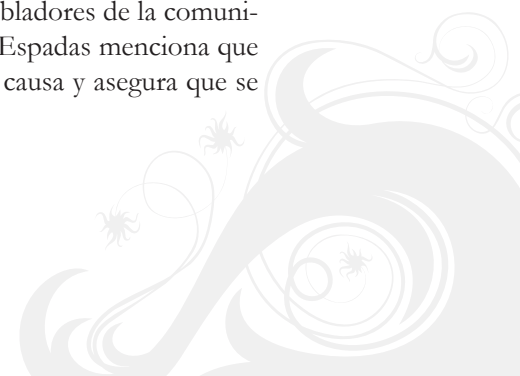 bladores de la comuni-
Espadas menciona que
causa y asegura que se